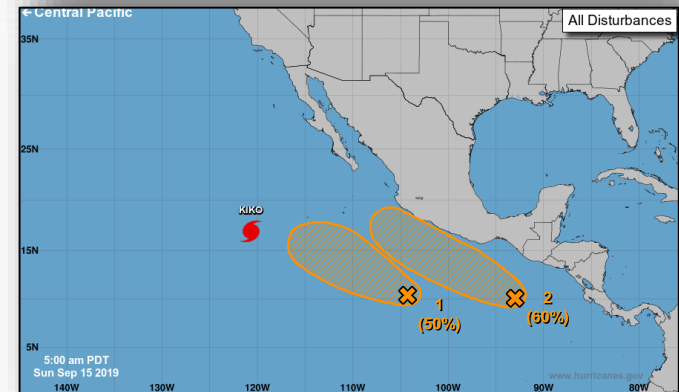 ←Central Pacific
All Disturbances
35N
25N
KIKO
15N
1
(50%)
2
(60%)
5N
5:00 am PDT
Sun Sep 15 2019
www.hurricanes.gov
140W
130W
120W
110W
100W
90W
80W